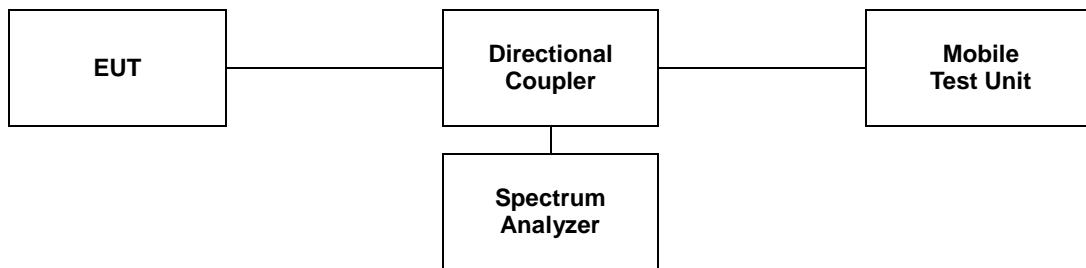 EUT
Directional
Coupler
Mobile
Test Unit
Spectrum
Analyzer